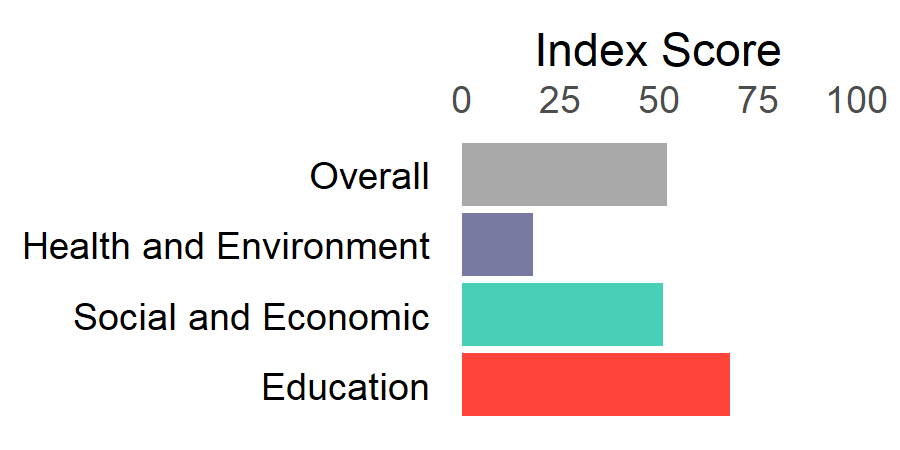 Index Score
0 25 50 75 100
Overall
Health and Environment
Social and Economic
Education